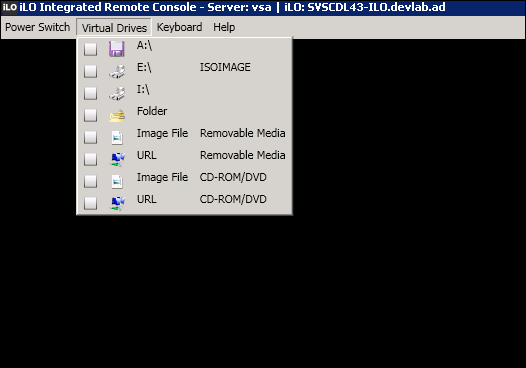 iLO iLO Integrated Remote Console - Server: vsa | iLO: SVSCDL43-ILO.devlab.ad
Power Switch Virtual Drives Keyboard Help
A:\
E:\ ISOIMAGE
I:\
Folder
Image File Removable Media
URL Removable Media
Image File CD-ROM/DVD
URL CD-ROM/DVD